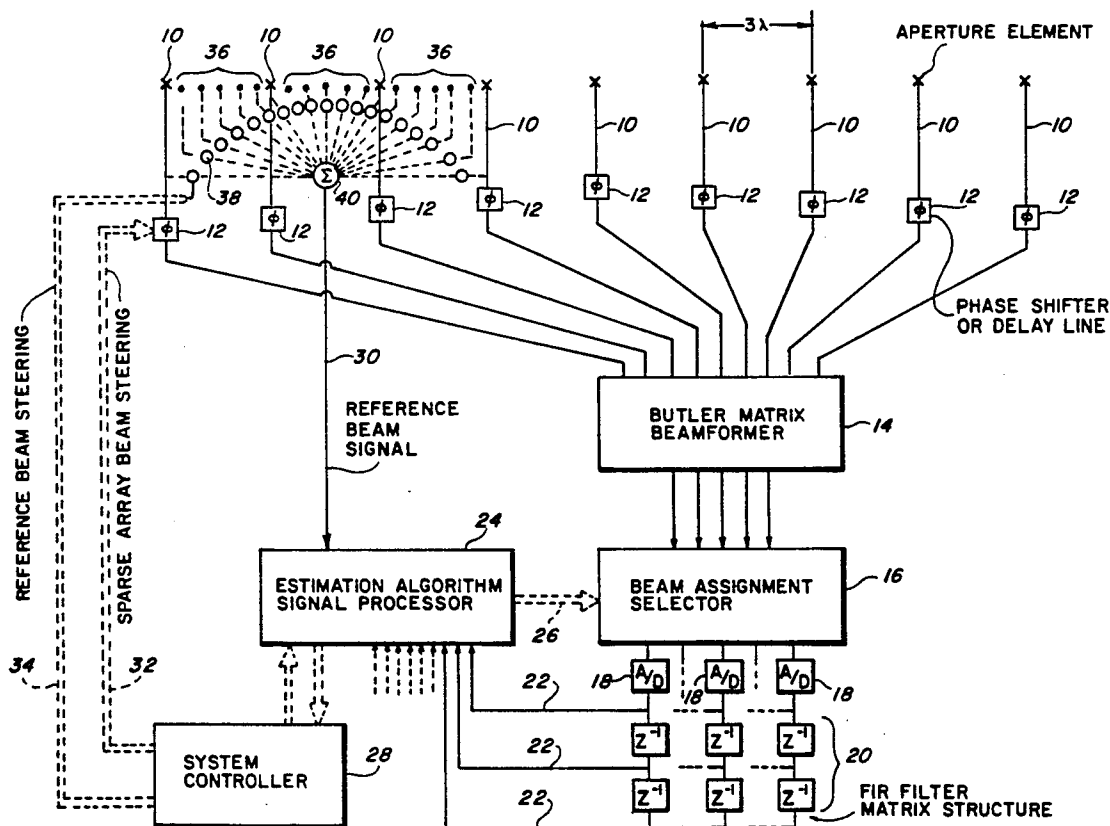 10 36 10 36 10 36
3λ
APERTURE ELEMENT
10 10 10 10 10 10
38
Σ
40
ϕ 12
ϕ 12
ϕ 12
ϕ 12
ϕ 12
ϕ 12
ϕ 12
ϕ 12
ϕ 12
PHASE SHIFTER
OR DELAY LINE
REFERENCE BEAM STEERING
SPARSE ARRAY BEAM STEERING
30
REFERENCE
BEAM
SIGNAL
BUTLER MATRIX
BEAMFORMER
14
24
ESTIMATION ALGORITHM
SIGNAL PROCESSOR
26
BEAM ASSIGNMENT
SELECTOR
16
34
32
18 A/D
18 A/D
A/D 18
22
Z⁻¹ Z⁻¹ Z⁻¹
20
22
Z⁻¹ Z⁻¹ Z⁻¹
SYSTEM
CONTROLLER
28
FIR FILTER
MATRIX STRUCTURE
22